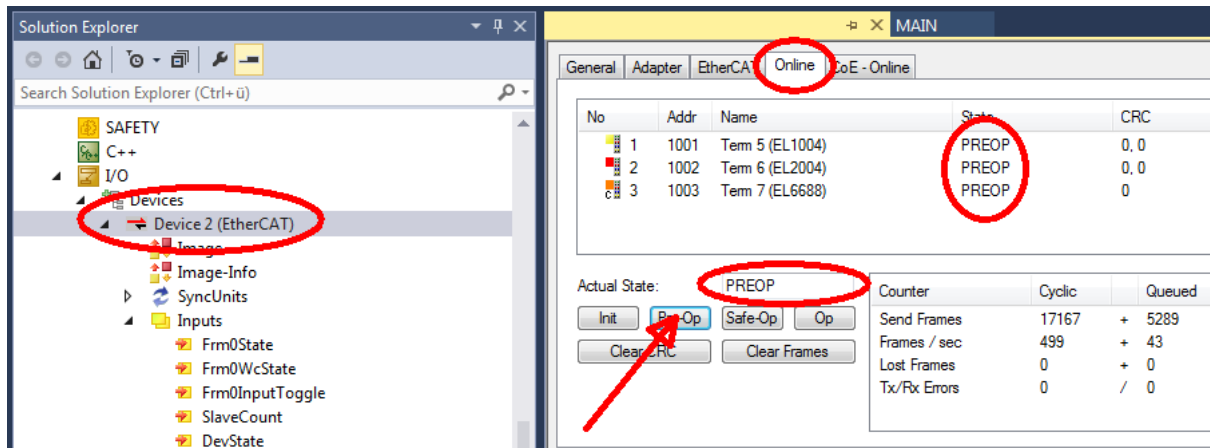 Solution Explorer
Search Solution Explorer (Ctrl+ü)
SAFETY
C++
I/O
Devices
Device 2 (EtherCAT)
Image
Image-Info
SyncUnits
Inputs
Frm0State
Frm0WcState
Frm0InputToggle
SlaveCount
DevState
MAIN
General Adapter EtherCAT Online CoE - Online
No Addr Name State CRC
1 1001 Term 5 (EL1004) PREOP 0, 0
2 1002 Term 6 (EL2004) PREOP 0, 0
c 3 1003 Term 7 (EL6688) PREOP 0
Actual State: PREOP
Init Pre-Op Safe-Op Op
Clear CRC Clear Frames
Counter Cyclic Queued
Send Frames 17167 + 5289
Frames / sec 499 + 43
Lost Frames 0 + 0
Tx/Rx Errors 0 / 0